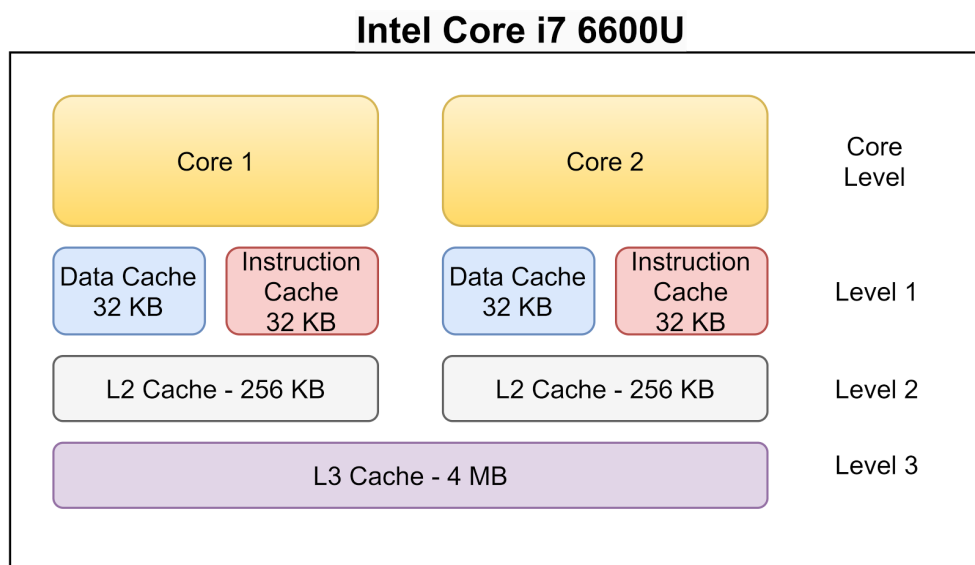 Intel Core i7 6600U
Core 1
Core 2
Core
Level
Data Cache
32 KB
Instruction
Cache
32 KB
Data Cache
32 KB
Instruction
Cache
32 KB
Level 1
L2 Cache - 256 KB
L2 Cache - 256 KB
Level 2
L3 Cache - 4 MB
Level 3